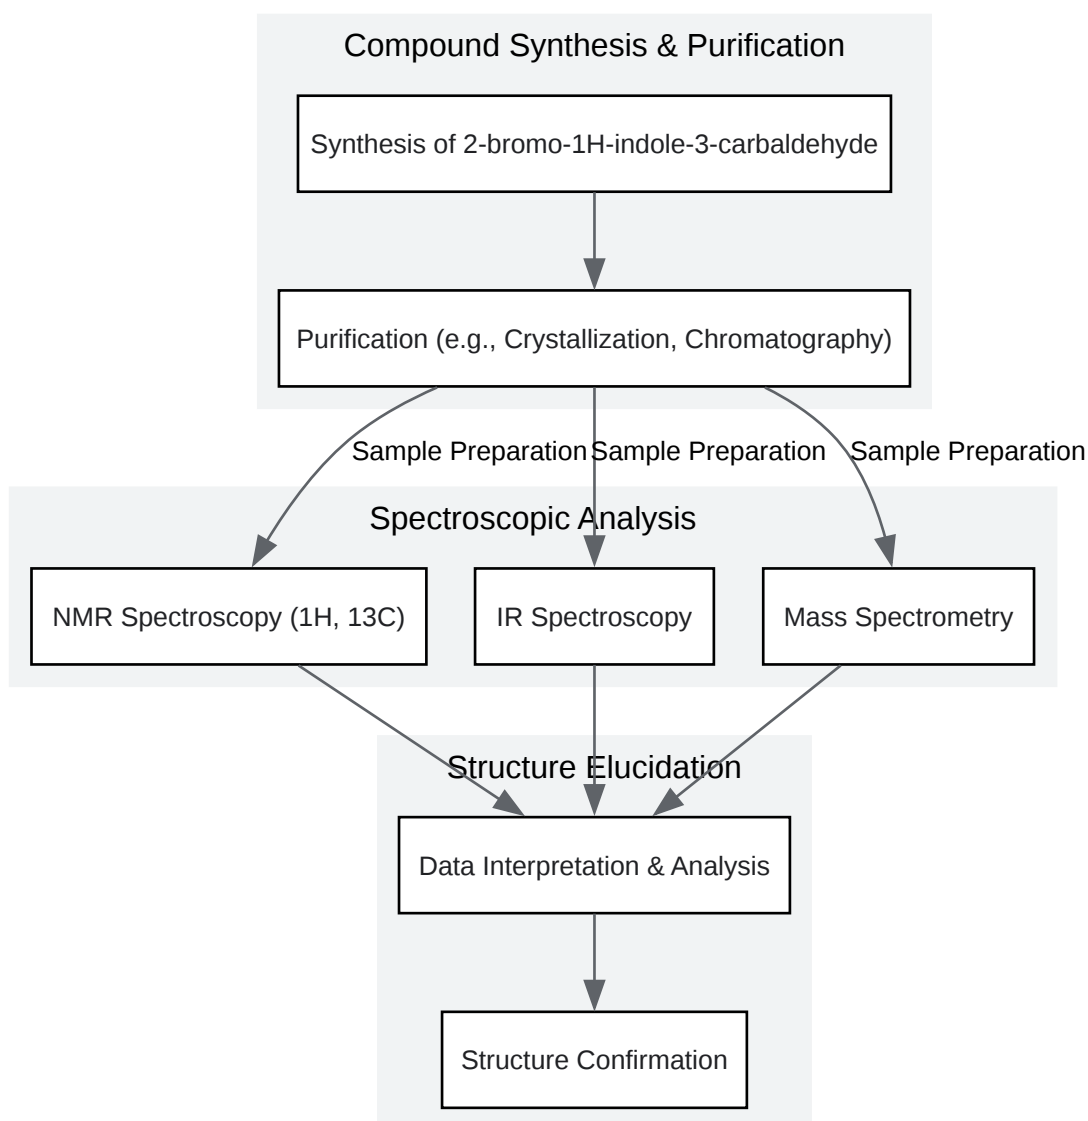 Compound Synthesis & Purification
Synthesis of 2-bromo-1H-indole-3-carbaldehyde
Purification (e.g., Crystallization, Chromatography)
Sample Preparation
Sample Preparation
Sample Preparation
Spectroscopic Analysis
NMR Spectroscopy (1H, 13C)
IR Spectroscopy
Mass Spectrometry
Structure Elucidation
Data Interpretation & Analysis
Structure Confirmation